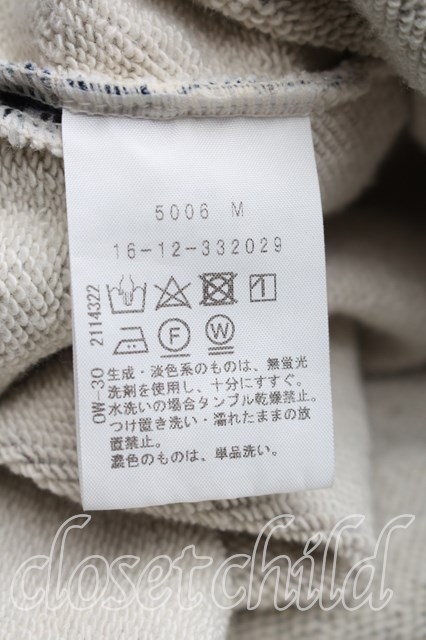 5006 M
16-12-332029
OW-30 2114322
F
W
生成・淡色系のものは、無蛍光
洗剤を使用し、十分にすすぐ。
水洗いの場合タンブル乾燥禁止。
つけ置き洗い・濡れたままの放
置禁止。
濃色のものは、単品洗い。
closetchild